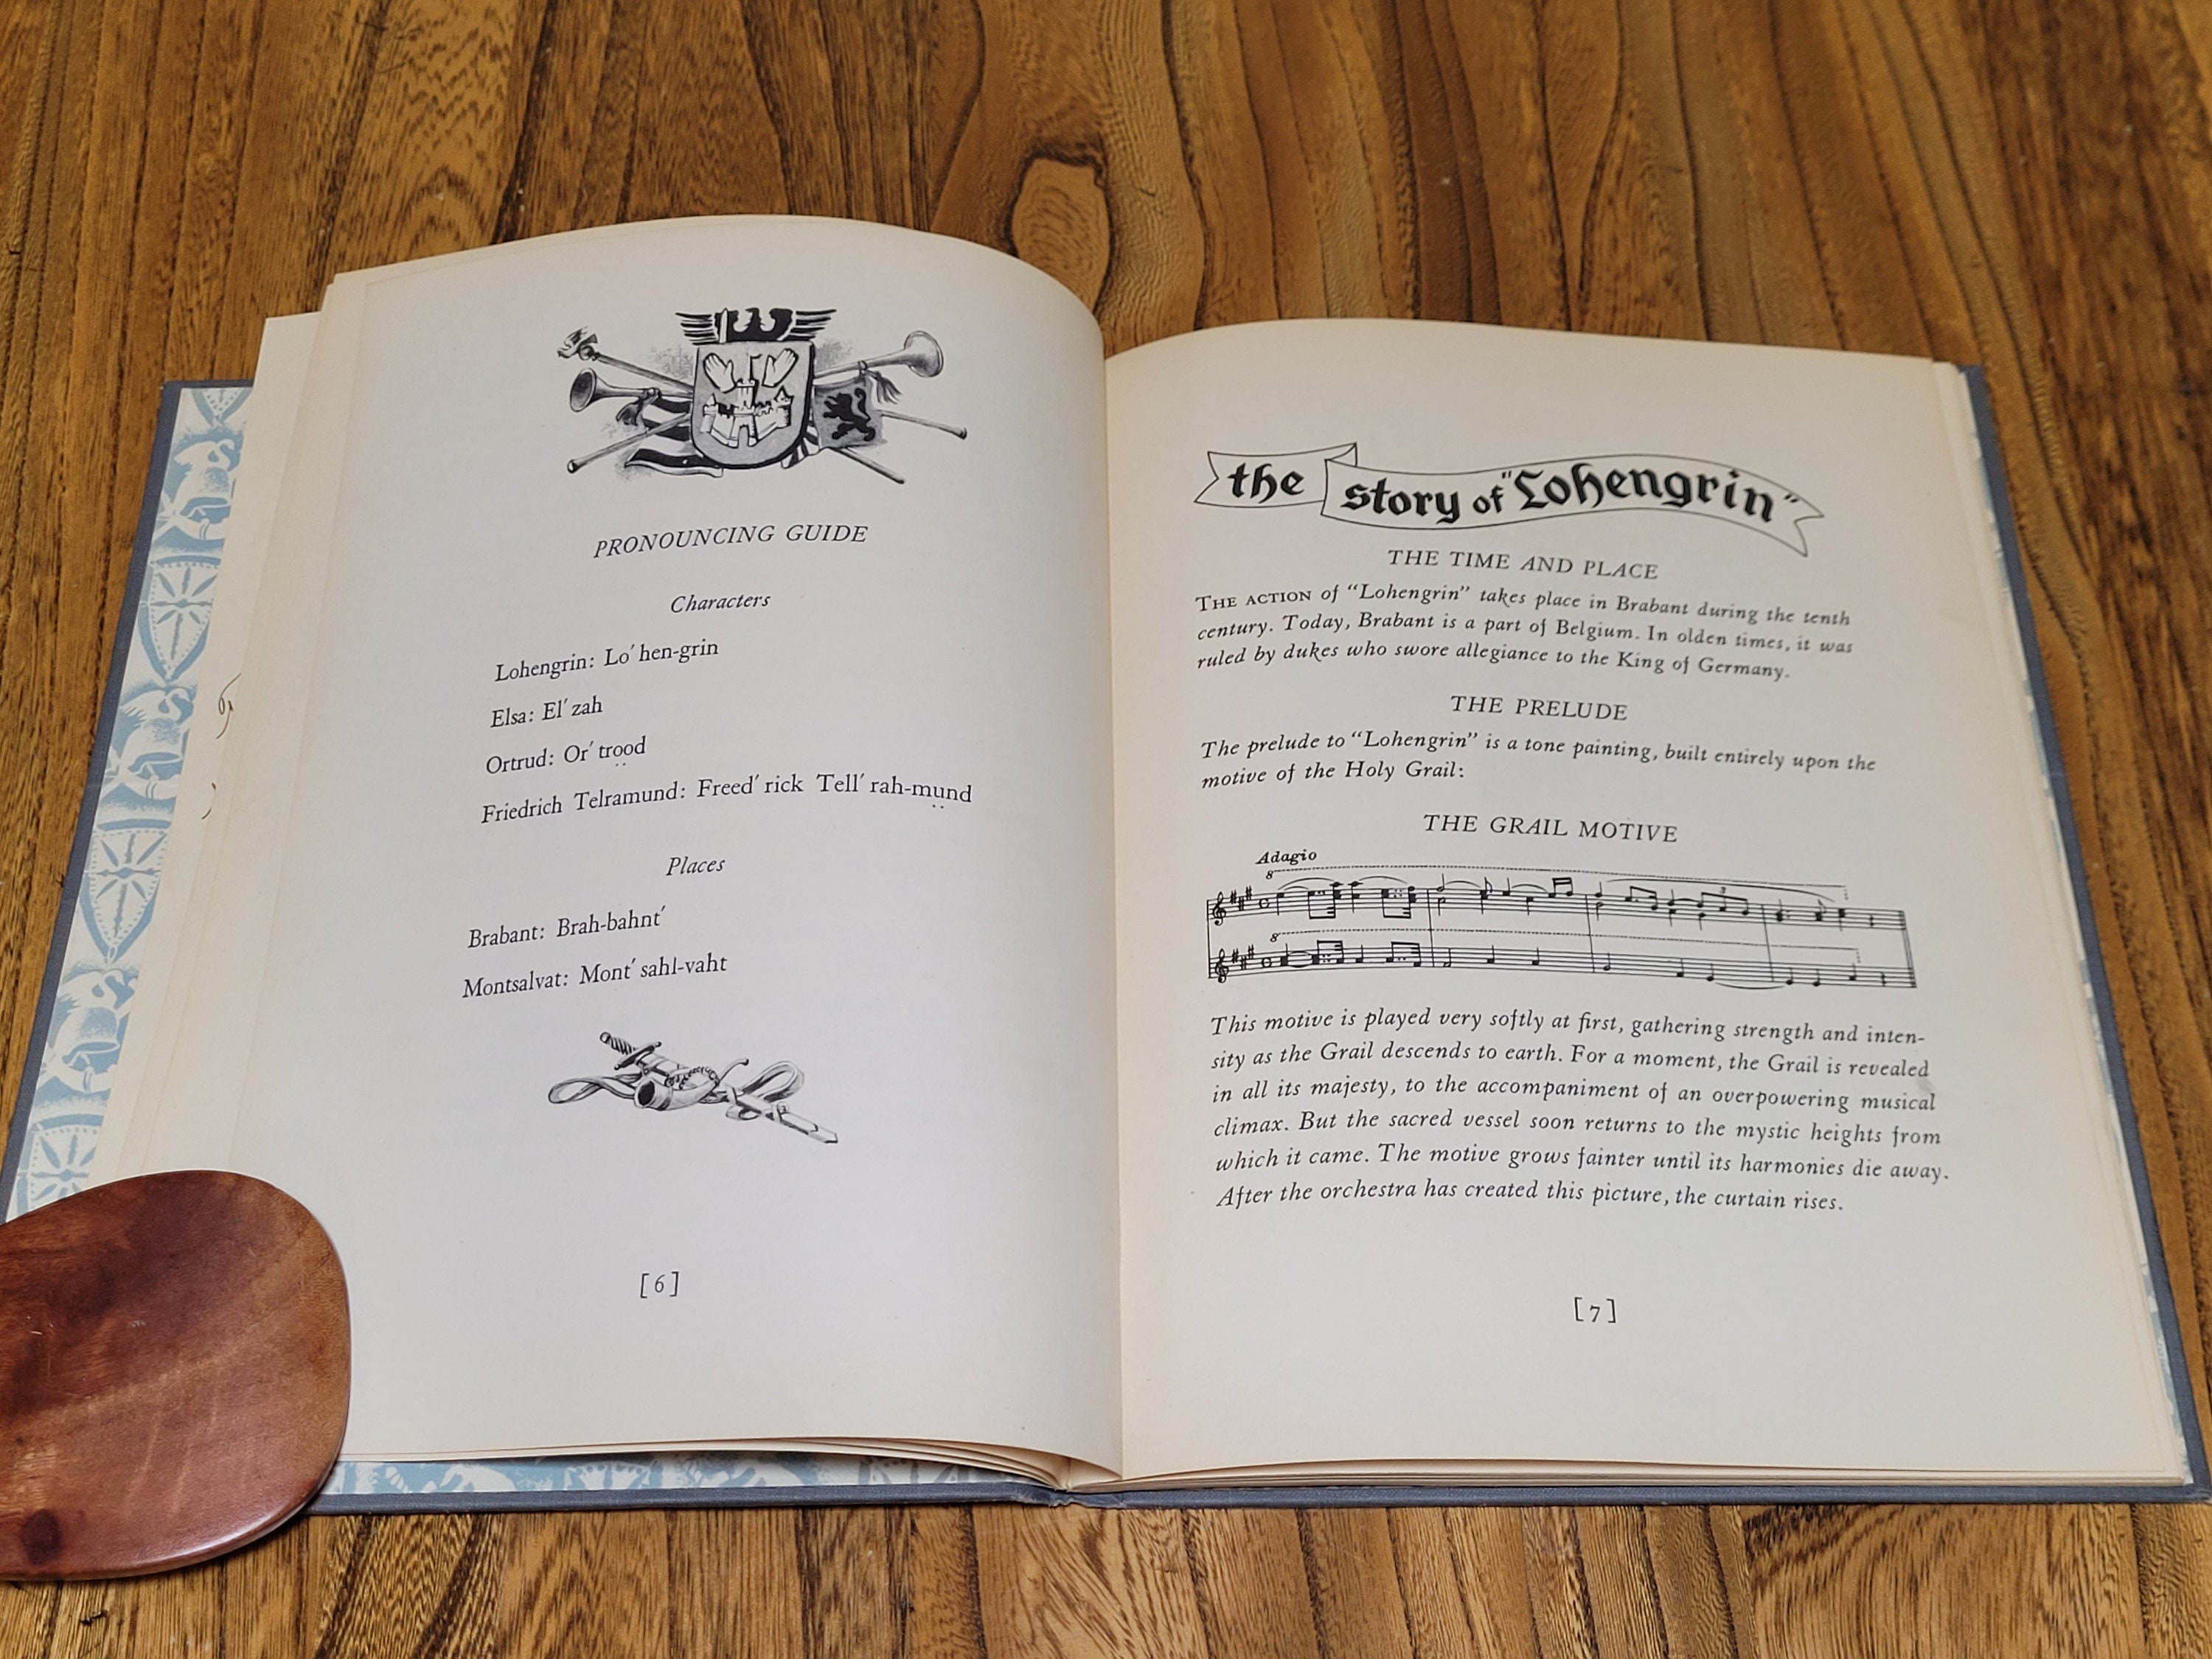 PRONOUNCING GUIDE
Characters
Lohengrin: Lo′ hen-grin
Elsa: El′ zah
Ortrud: Or′ trood
Friedrich Telramund: Freed′ rick Tell′ rah-mund
Places
Brabant: Brah-bahnt′
Montsalvat: Mont′ sahl-vaht
[6]
the story of "Lohengrin"
THE TIME AND PLACE
THE ACTION of "Lohengrin" takes place in Brabant during the tenth
century. Today, Brabant is a part of Belgium. In olden times, it was
ruled by dukes who swore allegiance to the King of Germany.
THE PRELUDE
The prelude to "Lohengrin" is a tone painting, built entirely upon the
motive of the Holy Grail:
THE GRAIL MOTIVE
Adagio
8
3
8
This motive is played very softly at first, gathering strength and inten-
sity as the Grail descends to earth. For a moment, the Grail is revealed
in all its majesty, to the accompaniment of an overpowering musical
climax. But the sacred vessel soon returns to the mystic heights from
which it came. The motive grows fainter until its harmonies die away.
After the orchestra has created this picture, the curtain rises.
[7]